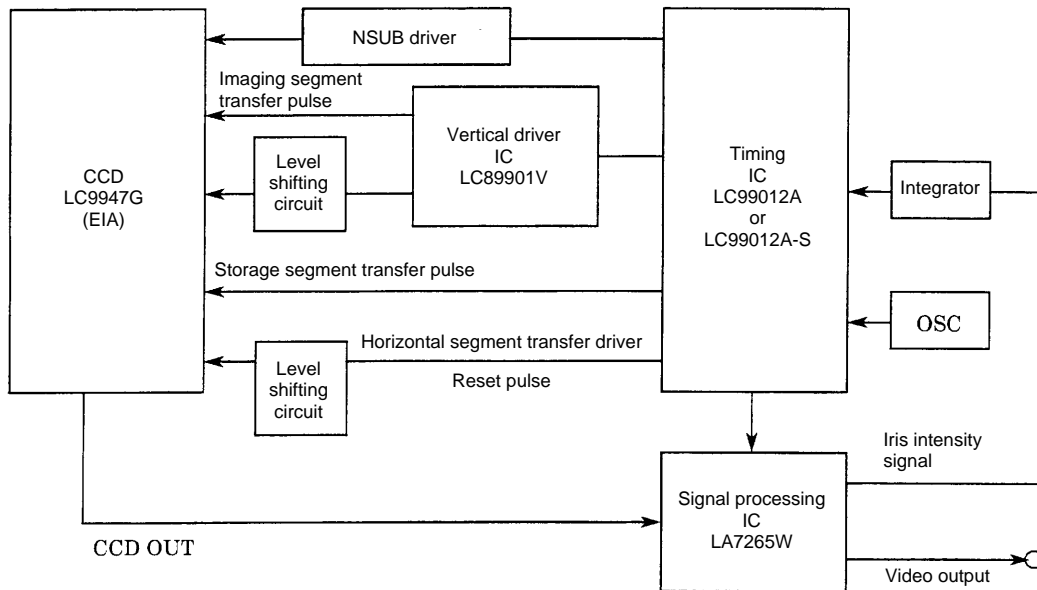 NSUB driver
Imaging segment
transfer pulse
CCD
LC9947G
(EIA)
Level
shifting
circuit
Vertical driver
IC
LC89901V
Timing
IC
LC99012A
or
LC99012A-S
Integrator
Storage segment transfer pulse
OSC
Horizontal segment transfer driver
Level
shifting
circuit
Reset pulse
Iris intensity
signal
Signal processing
IC
LA7265W
CCD OUT
Video output